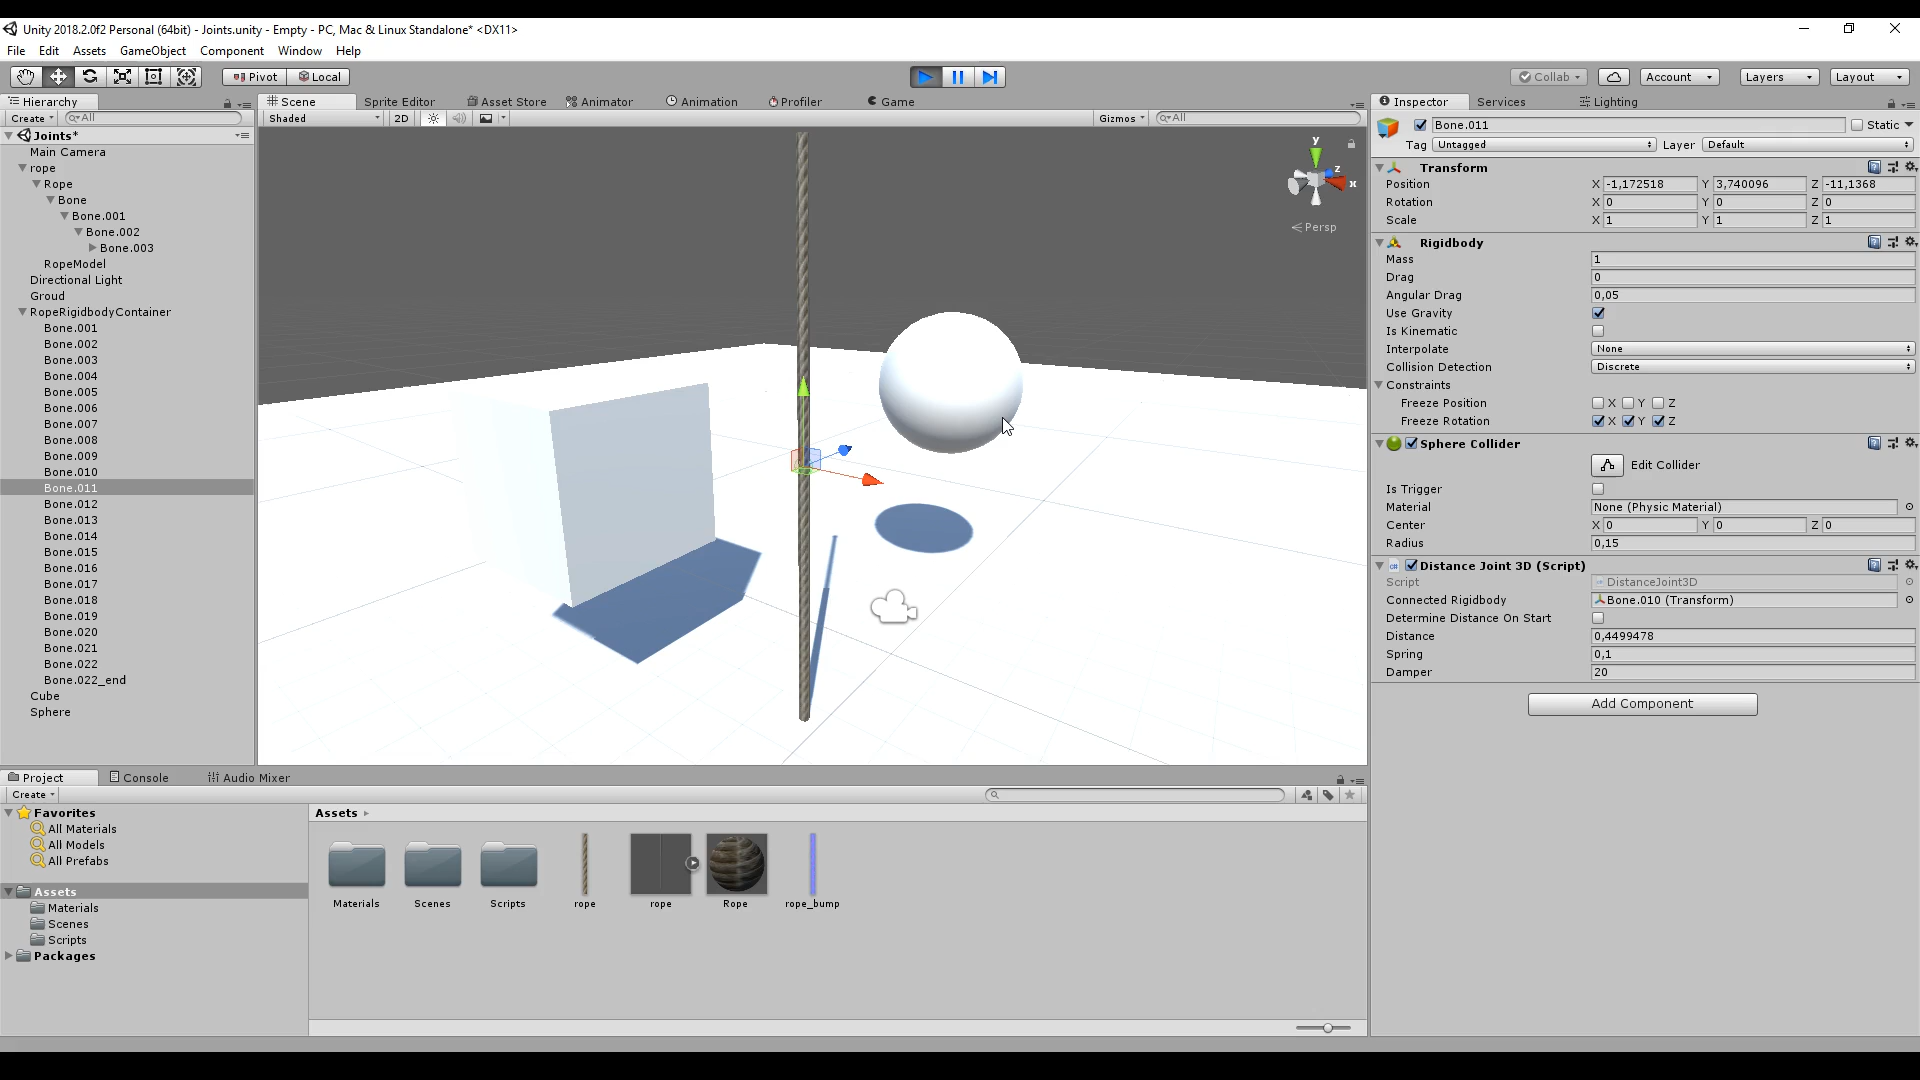 Unity 2018.2.0f2 Personal (64bit) - Joints.unity - Empty - PC, Mac & Linux Standalone* <DX11>
File Edit Assets GameObject Component Window Help
Pivot Local Collab Account Layers Layout
Hierarchy
Create All
Joints*
Main Camera
rope
Rope
Bone
Bone.001
Bone.002
Bone.003
RopeModel
Directional Light
Groud
RopeRigidbodyContainer
Bone.001
Bone.002
Bone.003
Bone.004
Bone.005
Bone.006
Bone.007
Bone.008
Bone.009
Bone.010
Bone.011
Bone.012
Bone.013
Bone.014
Bone.015
Bone.016
Bone.017
Bone.018
Bone.019
Bone.020
Bone.021
Bone.022
Bone.022_end
Cube
Sphere
Scene Sprite Editor Asset Store Animator Animation Profiler Game
Shaded 2D Gizmos All
y
z
x
Persp
Inspector Services Lighting
Bone.011 Static
Tag Untagged Layer Default
Transform
Position X -1,172518 Y 3,740096 Z -11,1368
Rotation X 0 Y 0 Z 0
Scale X 1 Y 1 Z 1
Rigidbody
Mass 1
Drag 0
Angular Drag 0,05
Use Gravity
Is Kinematic
Interpolate None
Collision Detection Discrete
Constraints
Freeze Position X Y Z
Freeze Rotation X Y Z
Sphere Collider
Edit Collider
Is Trigger
Material None (Physic Material)
Center X 0 Y 0 Z 0
Radius 0,15
Distance Joint 3D (Script)
Script DistanceJoint3D
Connected Rigidbody Bone.010 (Transform)
Determine Distance On Start
Distance 0,4499478
Spring 0,1
Damper 20
Add Component
Project Console Audio Mixer
Create
Favorites
All Materials
All Models
All Prefabs
Assets
Materials
Scenes
Scripts
Packages
Assets
Materials Scenes Scripts rope rope Rope rope_bump